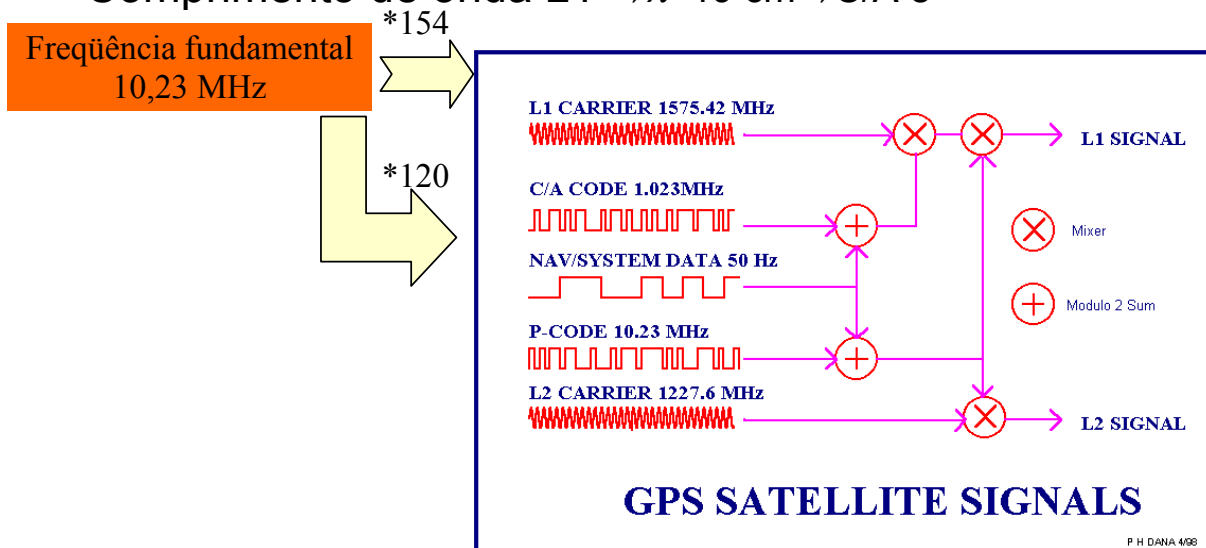 Freqüência fundamental
10,23 MHz
*154
*120
L1 CARRIER 1575.42 MHz
C/A CODE 1.023MHz
NAV/SYSTEM DATA 50 Hz
P-CODE 10.23 MHz
L2 CARRIER 1227.6 MHz
L1 SIGNAL
Mixer
Modulo 2 Sum
L2 SIGNAL
GPS SATELLITE SIGNALS
P H DANA 4/98